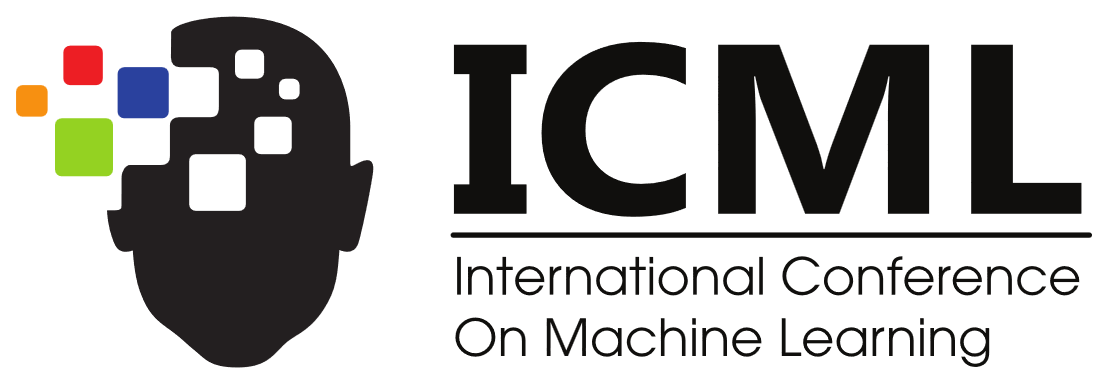 ICML
International Conference
On Machine Learning